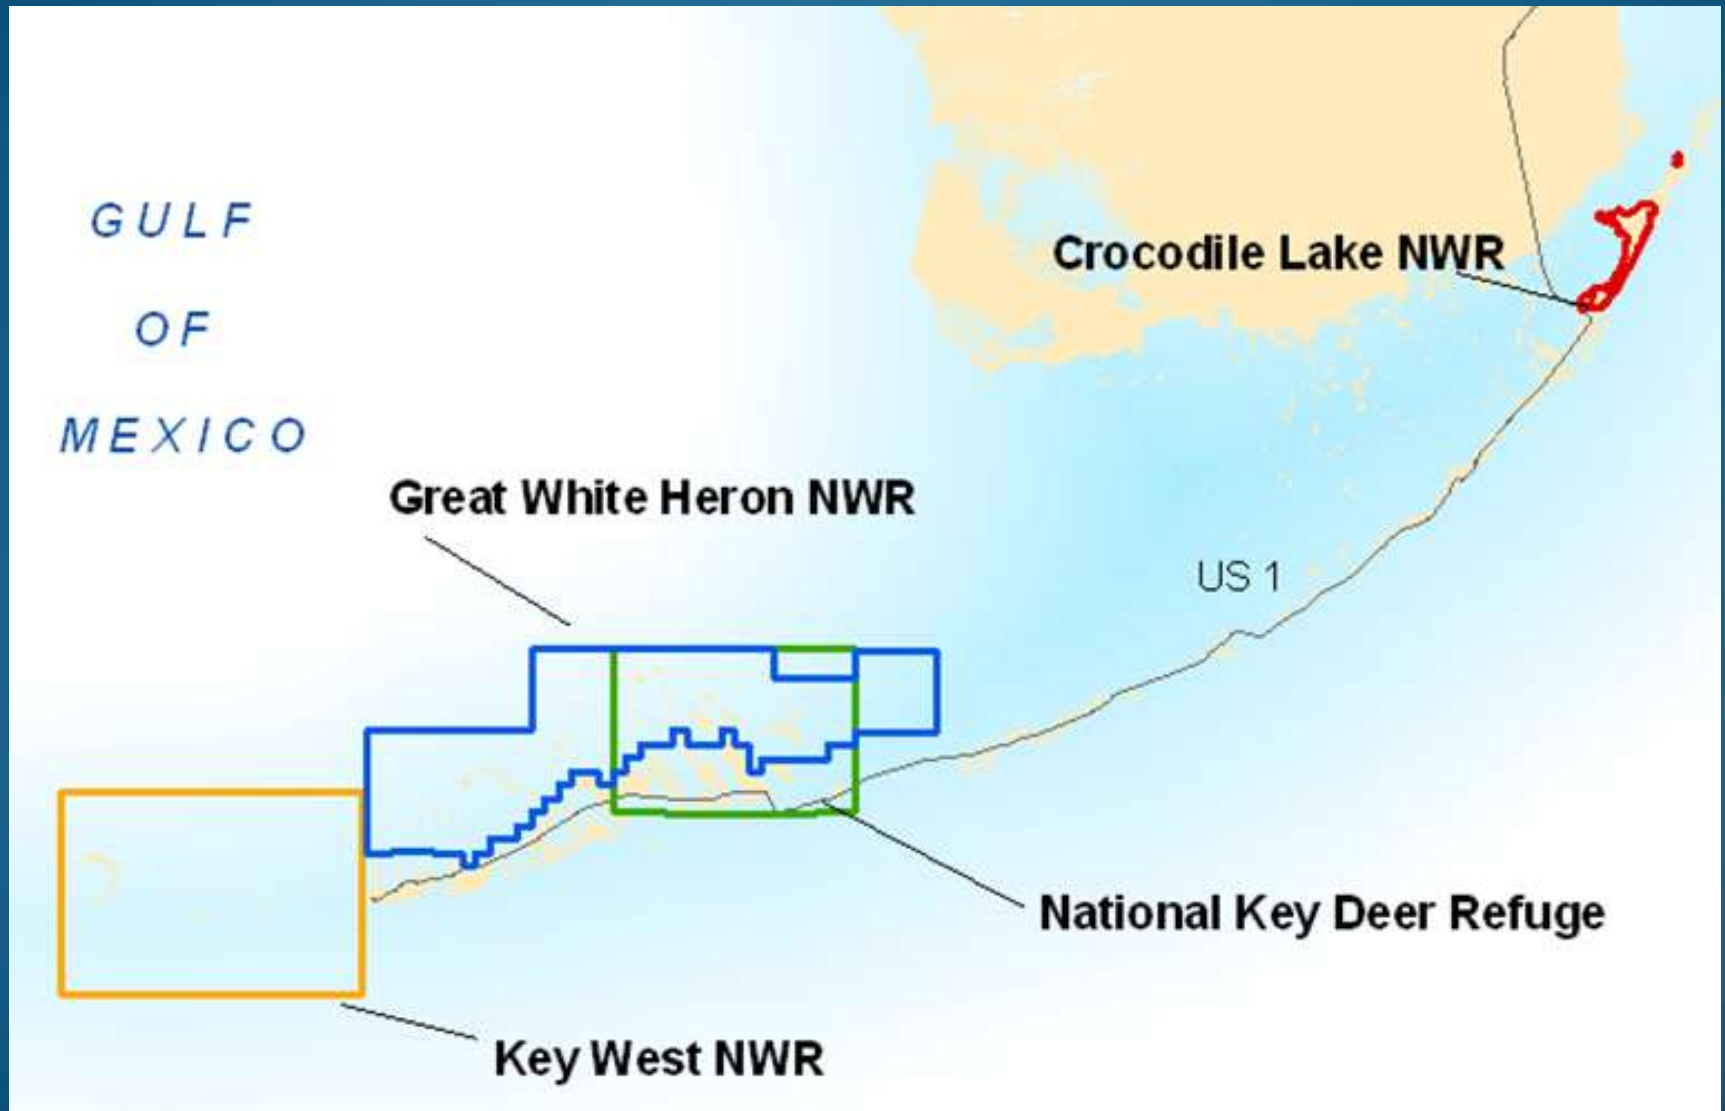 GULF
OF
MEXICO
Crocodile Lake NWR
Great White Heron NWR
US 1
National Key Deer Refuge
Key West NWR